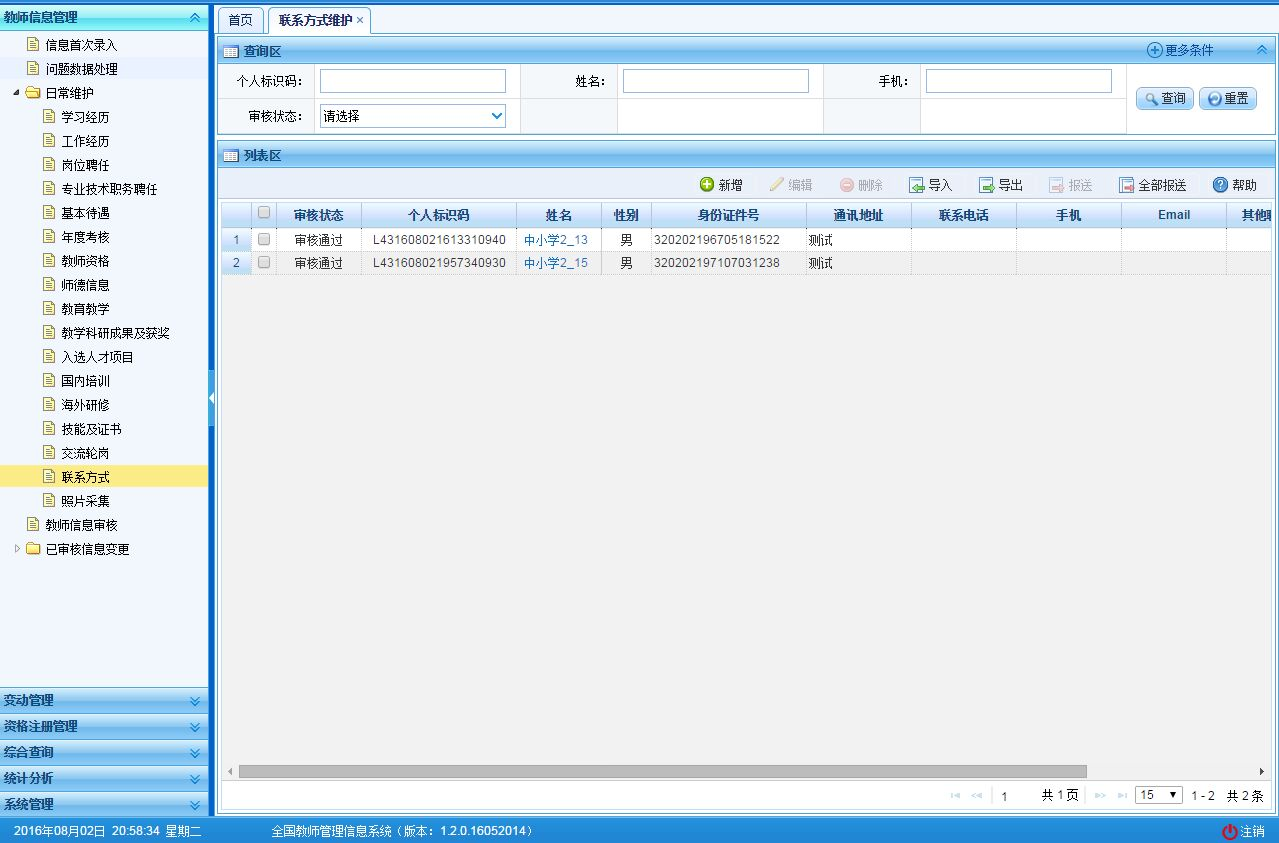 教师信息管理
信息首次录入
问题数据处理
日常维护
学习经历
工作经历
岗位聘任
专业技术职务聘任
基本待遇
年度考核
教师资格
师德信息
教育教学
教学科研成果及获奖
入选人才项目
国内培训
海外研修
技能及证书
交流轮岗
联系方式
照片采集
教师信息审核
已审核信息变更
变动管理
资格注册管理
综合查询
统计分析
系统管理
首页 联系方式维护 ×
查询区 更多条件
个人标识码： 姓名： 手机：
审核状态： 请选择
查询 重置
列表区
新增 编辑 删除 导入 导出 报送 全部报送 帮助
审核状态 个人标识码 姓名 性别 身份证件号 通讯地址 联系电话 手机 Email
1 审核通过 L431608021613310940 中小学2_13 男 320202196705181522 测试
2 审核通过 L431608021957340930 中小学2_15 男 320202197107031238 测试
1 共 1 页 15 1 - 2 共 2 条
2016年08月02日 20:58:34 星期二 全国教师管理信息系统（版本：1.2.0.16052014） 注销